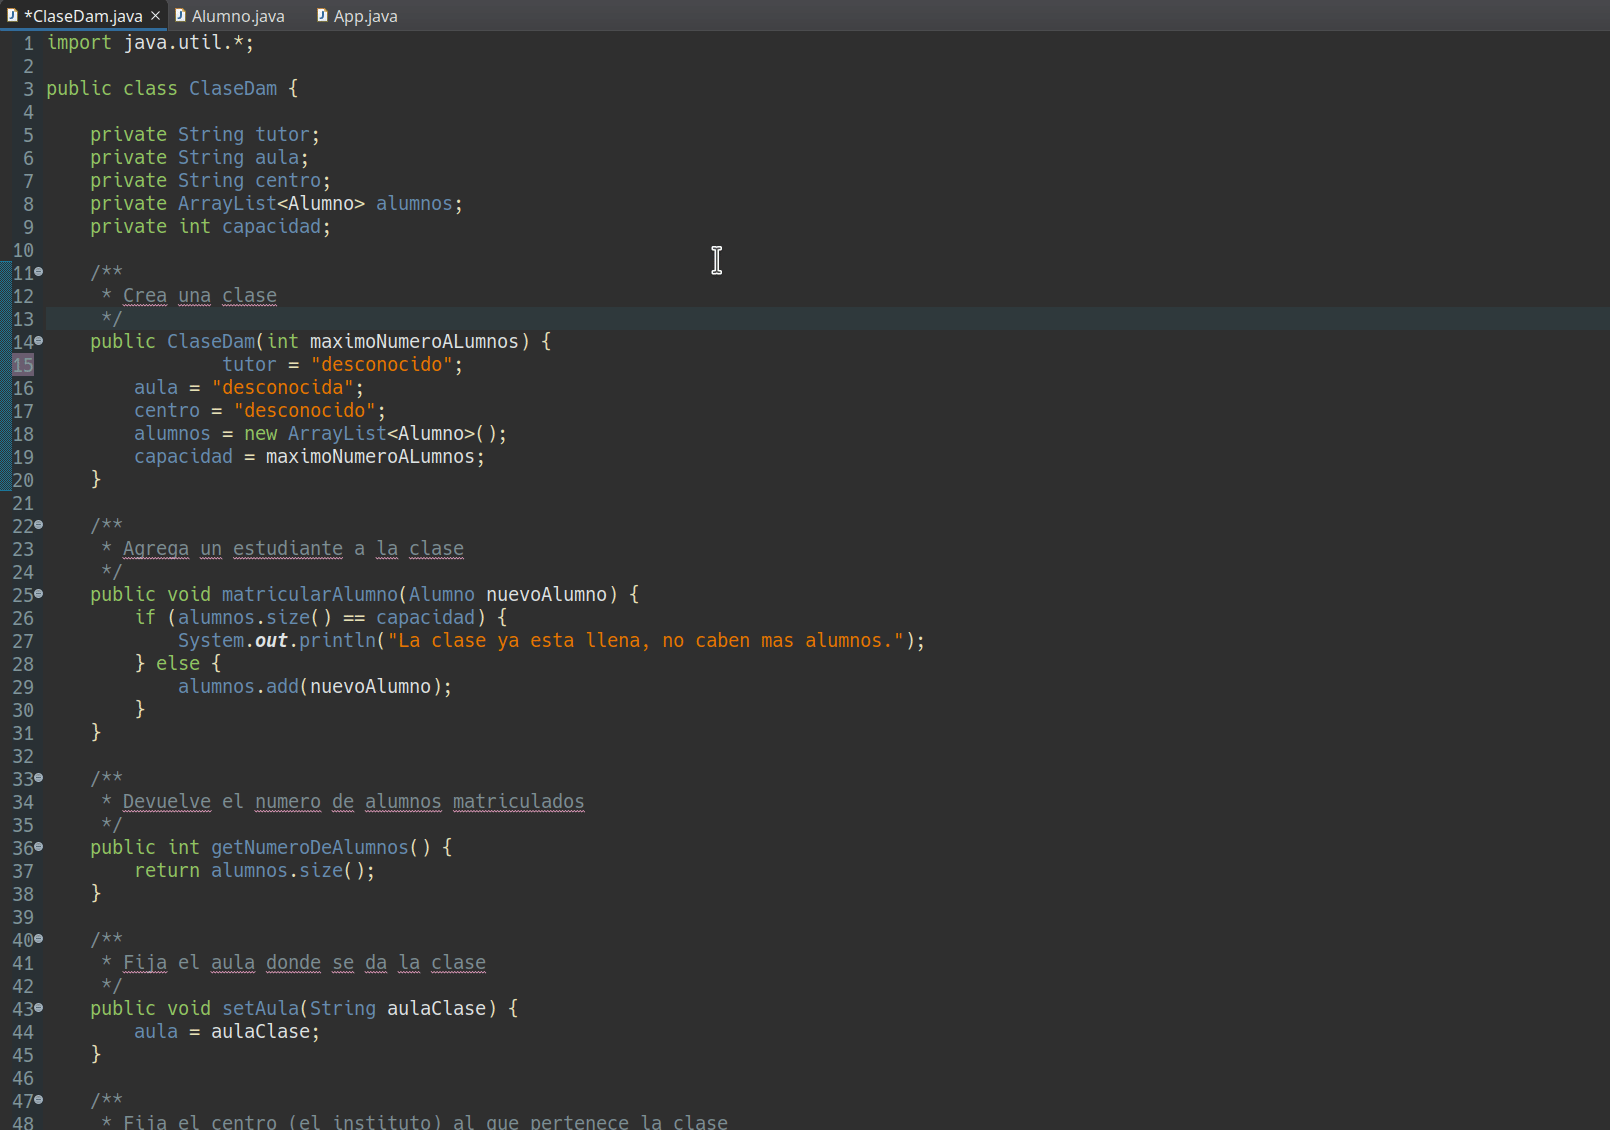 *ClaseDam.java × Alumno.java App.java
1 import java.util.*;
2
3 public class ClaseDam {
4
5     private String tutor;
6     private String aula;
7     private String centro;
8     private ArrayList<Alumno> alumnos;
9     private int capacidad;
10
11     /**
12      * Crea una clase
13      */
14     public ClaseDam(int maximoNumeroALumnos) {
15                 tutor = "desconocido";
16         aula = "desconocida";
17         centro = "desconocido";
18         alumnos = new ArrayList<Alumno>();
19         capacidad = maximoNumeroALumnos;
20     }
21
22     /**
23      * Agrega un estudiante a la clase
24      */
25     public void matricularAlumno(Alumno nuevoAlumno) {
26         if (alumnos.size() == capacidad) {
27             System.out.println("La clase ya esta llena, no caben mas alumnos.");
28         } else {
29             alumnos.add(nuevoAlumno);
30         }
31     }
32
33     /**
34      * Devuelve el numero de alumnos matriculados
35      */
36     public int getNumeroDeAlumnos() {
37         return alumnos.size();
38     }
39
40     /**
41      * Fija el aula donde se da la clase
42      */
43     public void setAula(String aulaClase) {
44         aula = aulaClase;
45     }
46
47     /**
48      * Fija el centro (el instituto) al que pertenece la clase